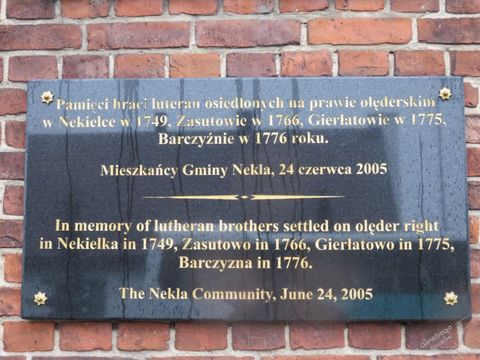 Pamięci braci luteran osiedlonych na prawie olęderskim
w Nekielce w 1749, Zasutowie w 1766, Gierłatowie w 1775,
Barczyźnie w 1776 roku.
Mieszkańcy Gminy Nekla, 24 czerwca 2005
In memory of lutheran brothers settled on olęder right
in Nekielka in 1749, Zasutowo in 1766, Gierłatowo in 1775,
Barczyzna in 1776.
The Nekla Community, June 24, 2005